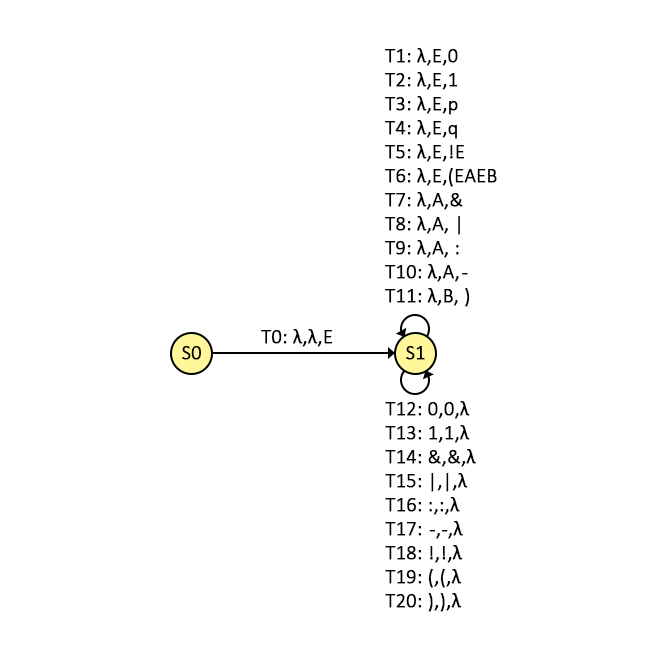 T1: λ,E,0
T2: λ,E,1
T3: λ,E,p
T4: λ,E,q
T5: λ,E,!E
T6: λ,E,(EAEB
T7: λ,A,&
T8: λ,A, |
T9: λ,A, :
T10: λ,A,-
T11: λ,B, )
T0: λ,λ,E
S0
S1
T12: 0,0,λ
T13: 1,1,λ
T14: &,&,λ
T15: |,|,λ
T16: :,:,λ
T17: -,-,λ
T18: !,!,λ
T19: (,(,λ
T20: ),),λ